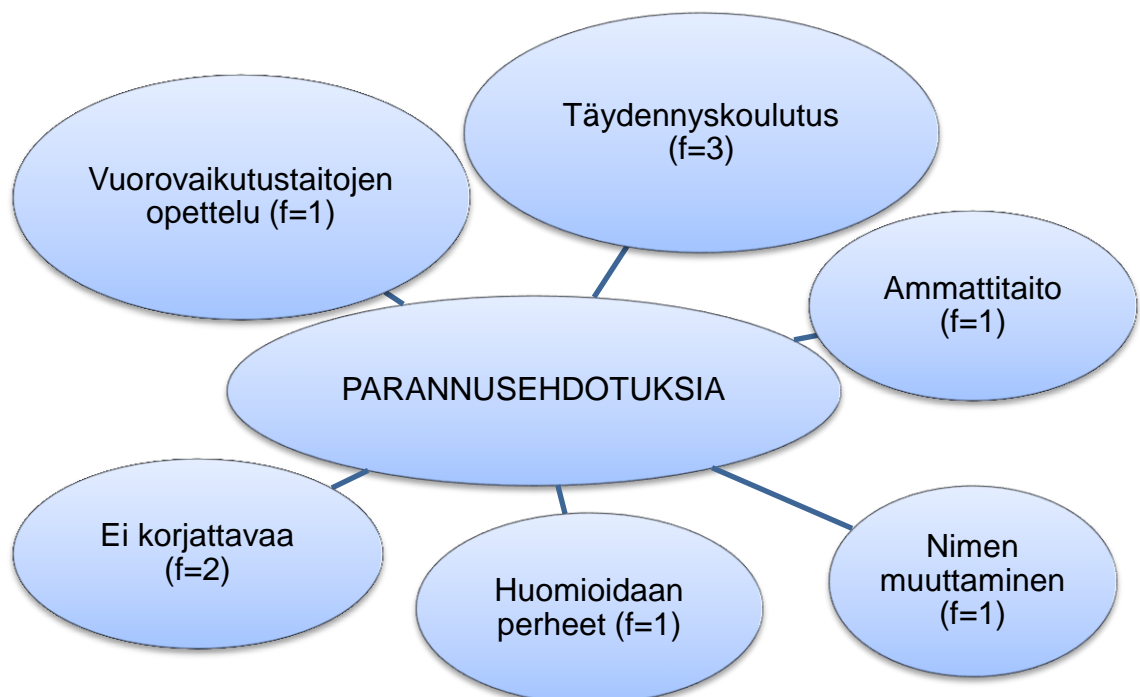 Täydennyskoulutus
(f=3)
Vuorovaikutustaitojen
opettelu (f=1)
Ammattitaito
(f=1)
PARANNUSEHDOTUKSIA
Ei korjattavaa
(f=2)
Huomioidaan
perheet (f=1)
Nimen
muuttaminen
(f=1)